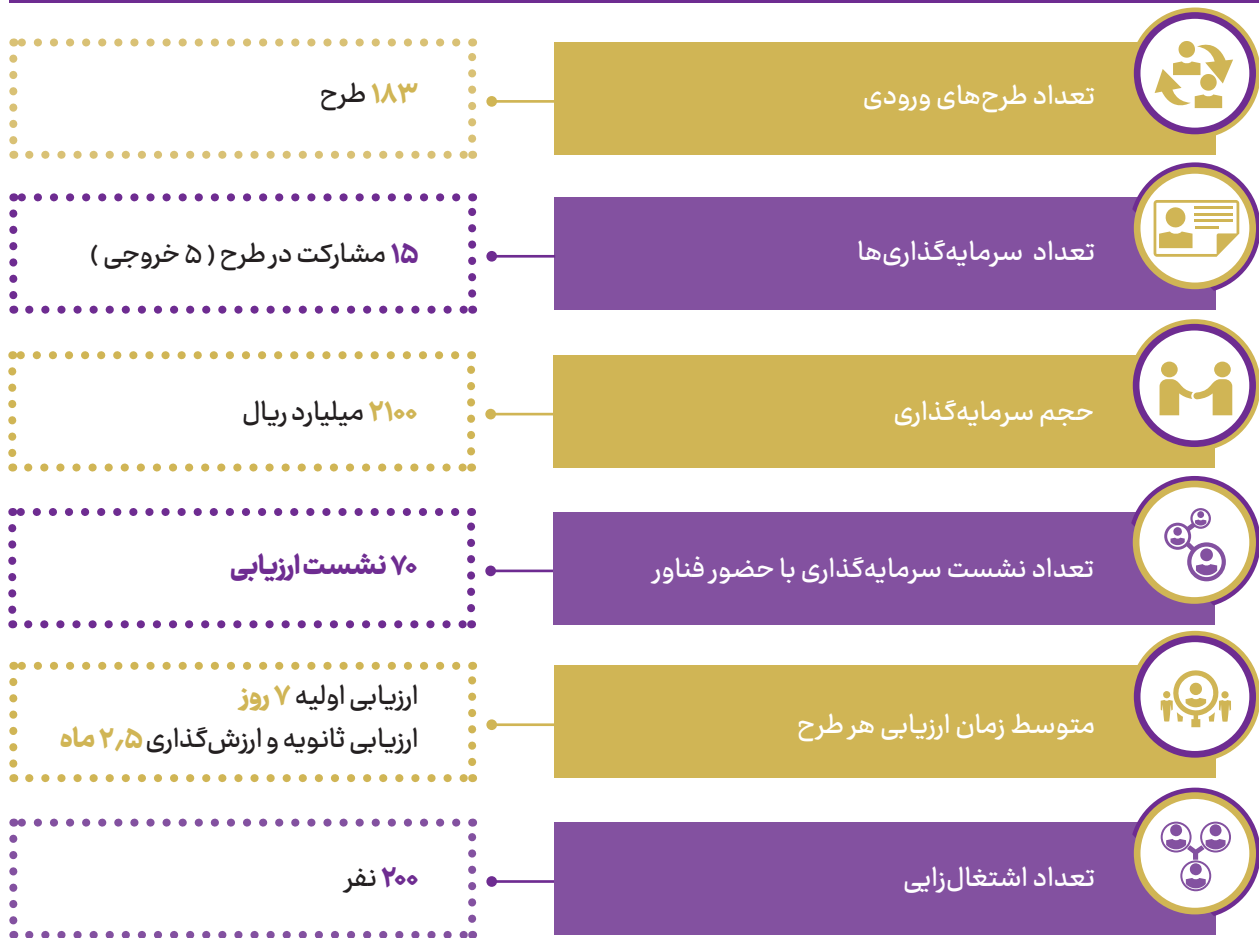 تعداد طرح‌های ورودی
۱۸۳ طرح
تعداد سرمایه‌گذاری‌ها
۱۵ مشارکت در طرح ( ۵ خروجی )
حجم سرمایه‌گذاری
۲۱۰۰ میلیارد ریال
تعداد نشست سرمایه‌گذاری با حضور فناور
۷۰ نشست ارزیابی
متوسط زمان ارزیابی هر طرح
ارزیابی اولیه ۷ روز
ارزیابی ثانویه و ارزش‌گذاری ۲٫۵ ماه
تعداد اشتغال‌زایی
۲۰۰ نفر